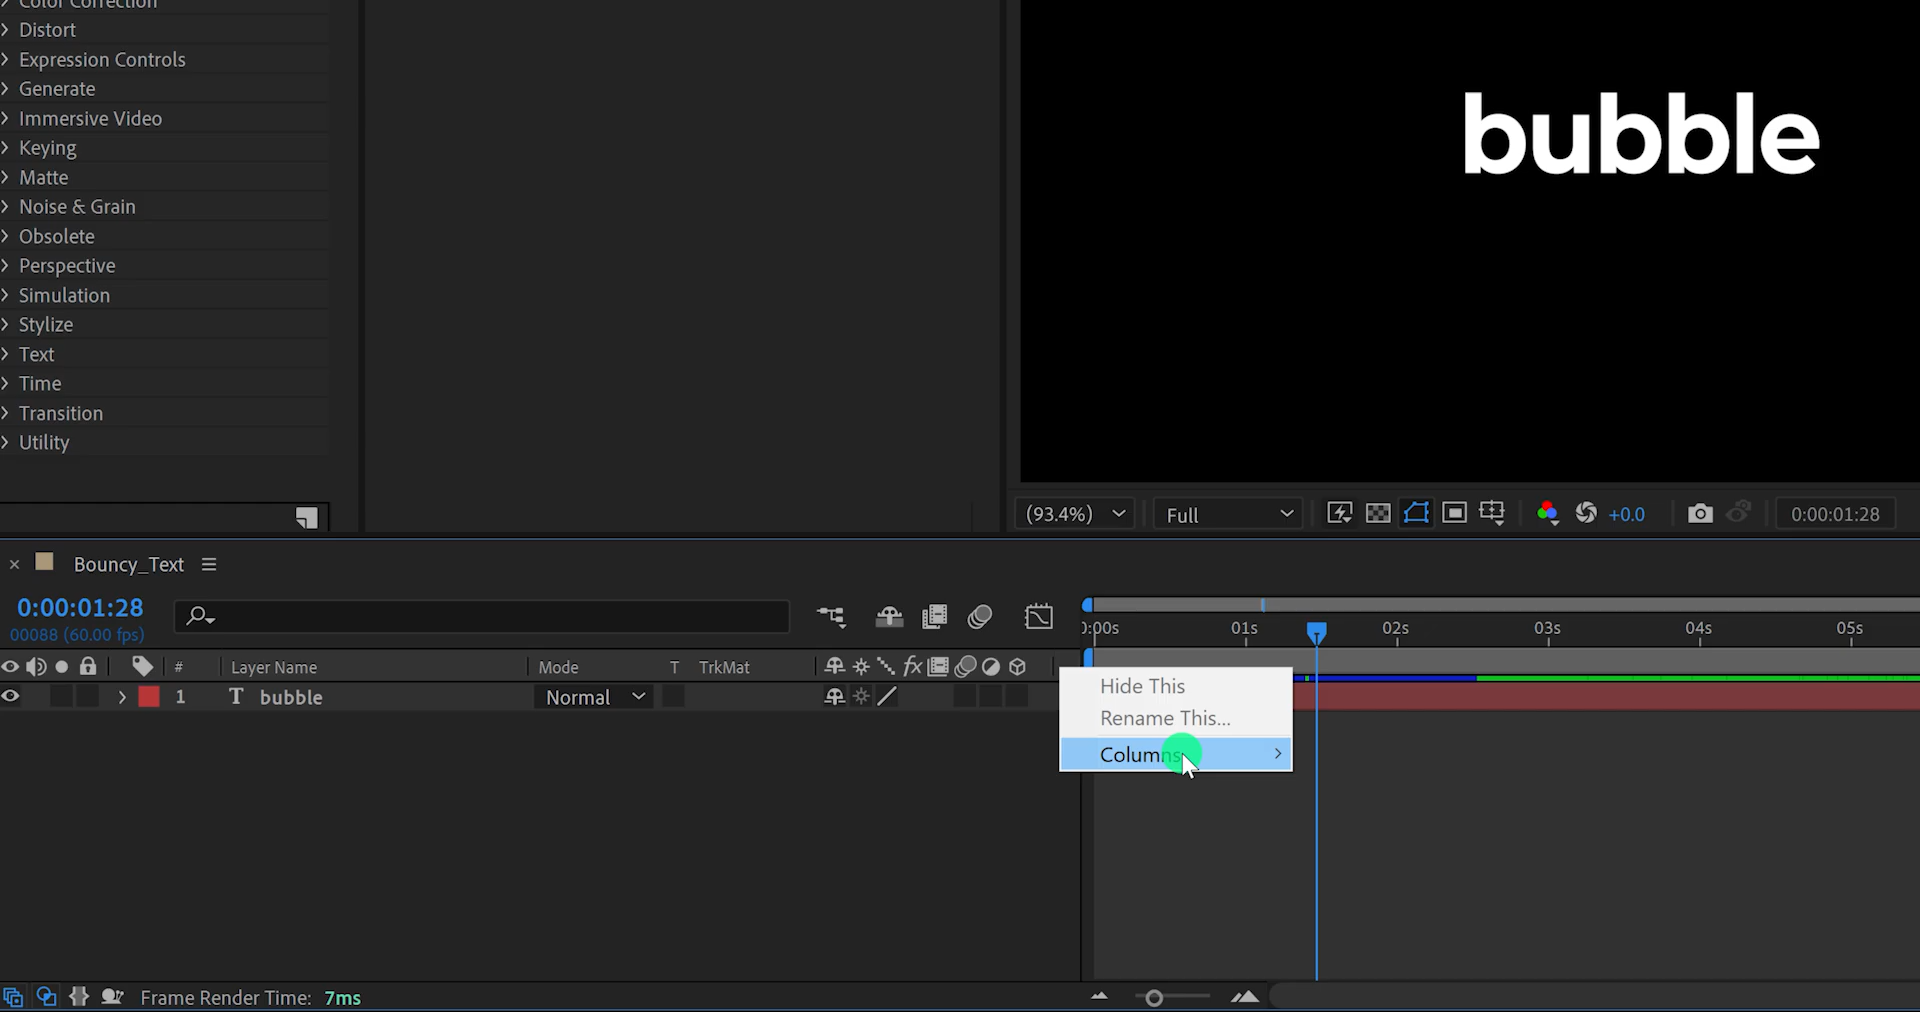 Color Correction
Distort
Expression Controls
Generate
Immersive Video
Keying
Matte
Noise & Grain
Obsolete
Perspective
Simulation
Stylize
Text
Time
Transition
Utility
bubble
(93.4%)
Full
+0.0
0:00:01:28
Bouncy_Text
0:00:01:28
00088 (60.00 fps)
0:00s 01s 02s 03s 04s 05s
# Layer Name Mode T TrkMat fx
1 T bubble Normal
Hide This
Rename This...
Columns
Frame Render Time: 7ms